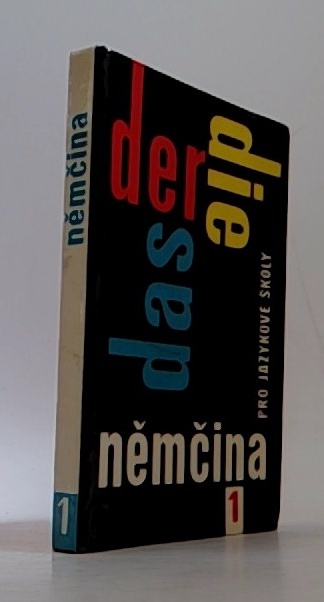 němčina
1
der
die
das
PRO JAZYKOVÉ ŠKOLY
němčina
1